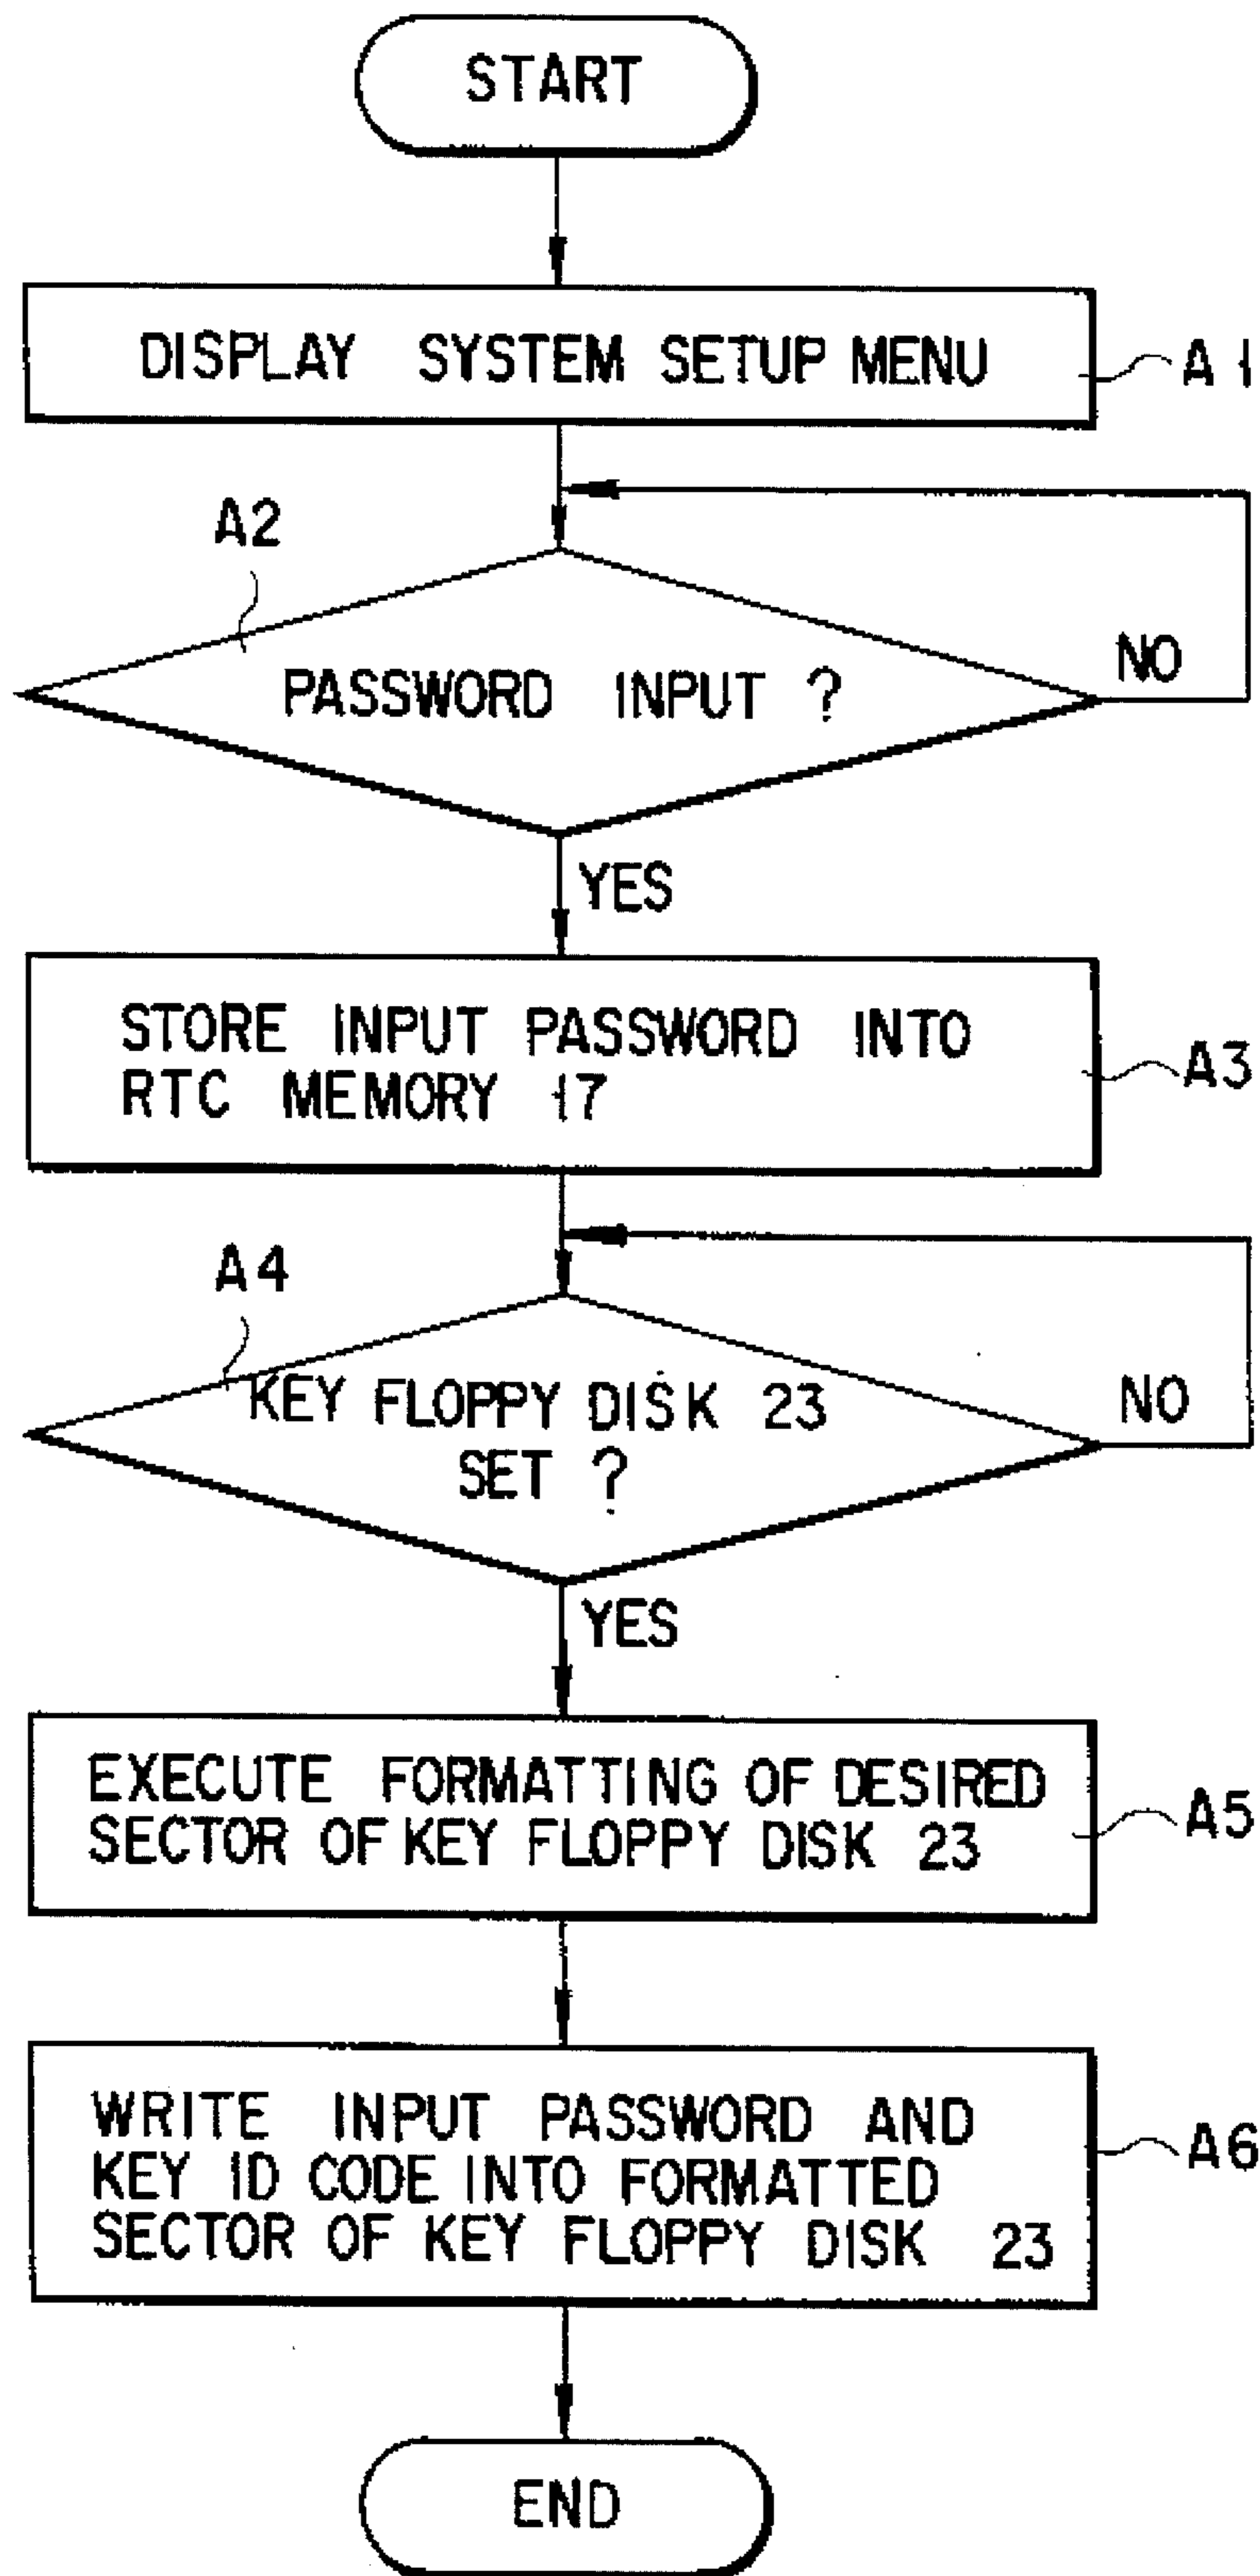 START
DISPLAY SYSTEM SETUP MENU
A1
A2
PASSWORD INPUT ?
NO
YES
STORE INPUT PASSWORD INTO
RTC MEMORY 17
A3
A4
KEY FLOPPY DISK 23
SET ?
NO
YES
EXECUTE FORMATTING OF DESIRED
SECTOR OF KEY FLOPPY DISK 23
A5
WRITE INPUT PASSWORD AND
KEY ID CODE INTO FORMATTED
SECTOR OF KEY FLOPPY DISK 23
A6
END